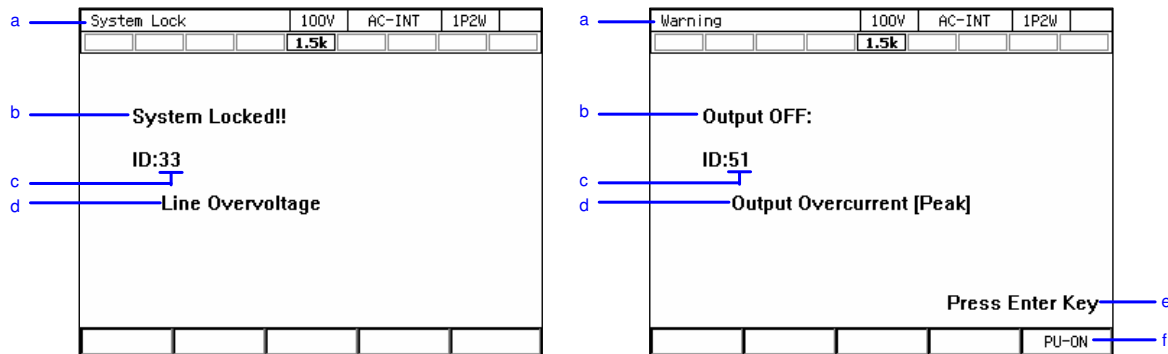 a
System Lock 100V AC-INT 1P2W
1.5k
b
System Locked!!
ID:33
c
d
Line Overvoltage
a
Warning 100V AC-INT 1P2W
1.5k
b
Output OFF:
ID:51
c
d
Output Overcurrent [Peak]
Press Enter Key
e
PU-ON
f